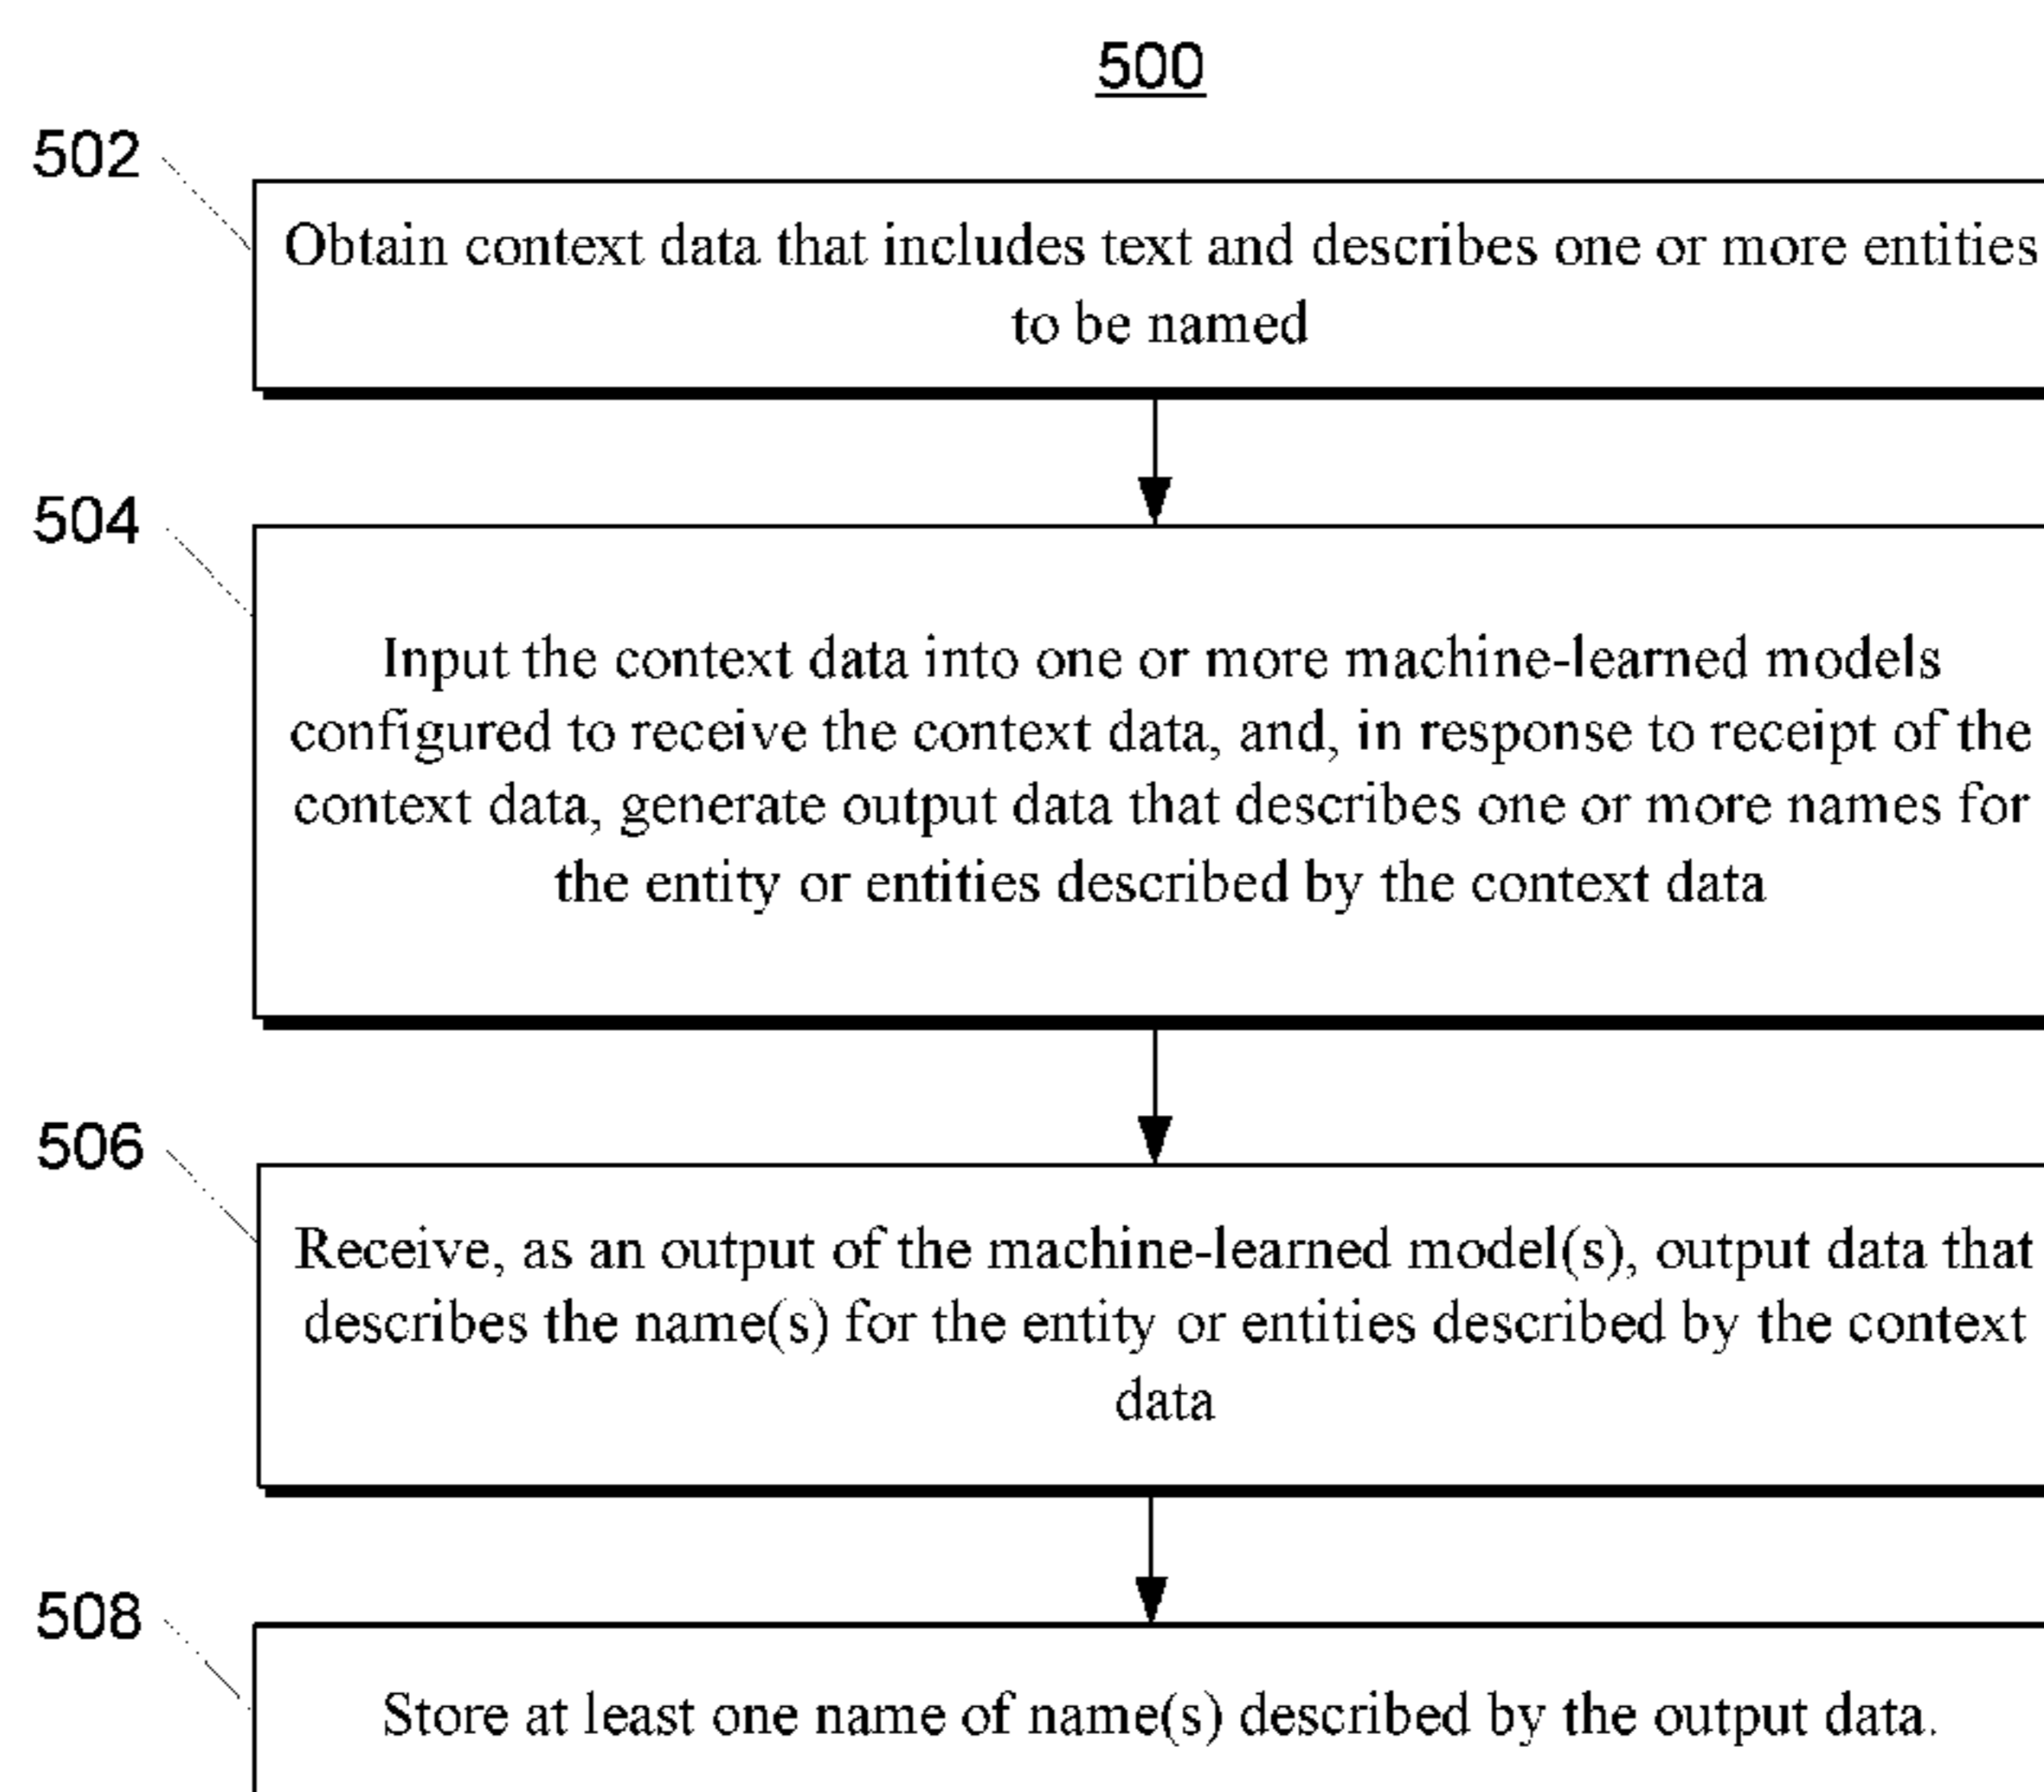 500
502
Obtain context data that includes text and describes one or more entities
to be named
504
Input the context data into one or more machine-learned models
configured to receive the context data, and, in response to receipt of the
context data, generate output data that describes one or more names for
the entity or entities described by the context data
506
Receive, as an output of the machine-learned model(s), output data that
describes the name(s) for the entity or entities described by the context
data
508
Store at least one name of name(s) described by the output data.